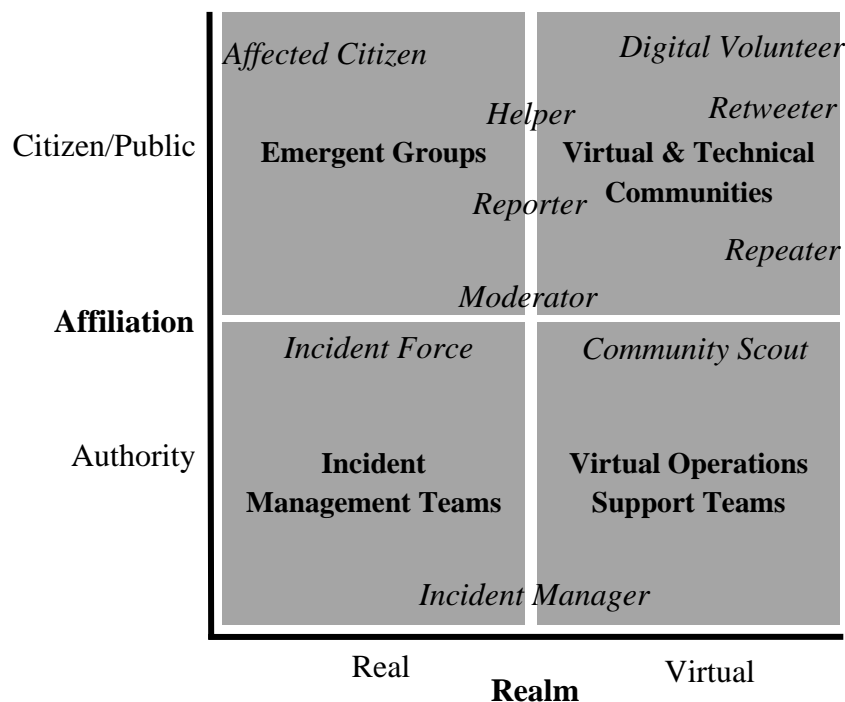 Affected Citizen
Digital Volunteer
Helper
Retweeter
Citizen/Public
Emergent Groups
Virtual & Technical
Communities
Reporter
Repeater
Moderator
Affiliation
Incident Force
Community Scout
Authority
Incident
Management Teams
Virtual Operations
Support Teams
Incident Manager
Real
Virtual
Realm